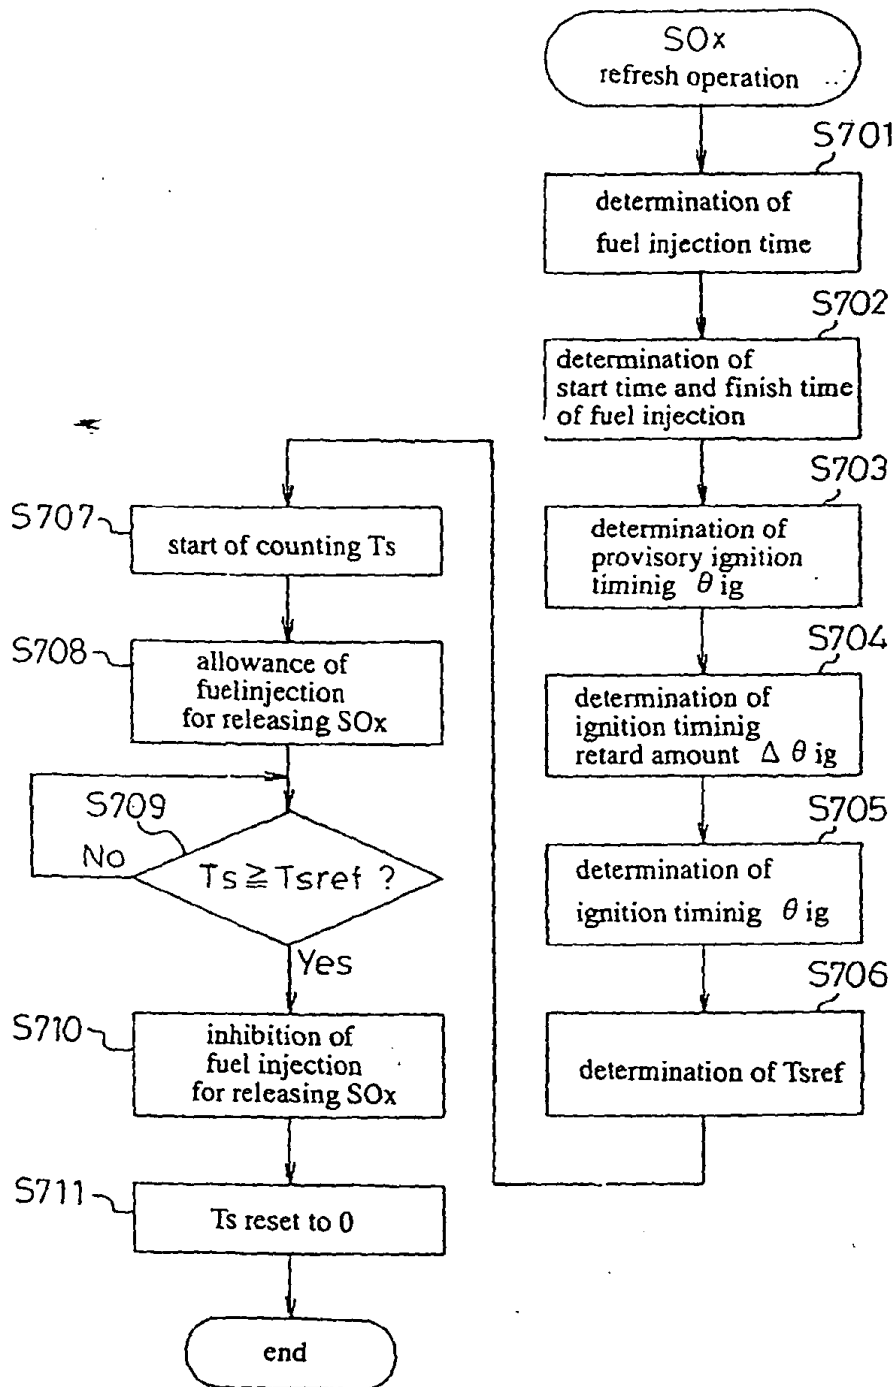 SOx
refresh operation
S701
determination of
fuel injection time
S702
determination of
start time and finish time
of fuel injection
S703
determination of
provisory ignition
timinig θ ig
S704
determination of
ignition timinig
retard amount Δ θ ig
S705
determination of
ignition timinig θ ig
S706
determination of Tsref
S707
start of counting Ts
S708
allowance of
fuelinjection
for releasing SOx
S709
No
Ts ≧ Tsref ?
Yes
S710
inhibition of
fuel injection
for releasing SOx
S711
Ts reset to 0
end